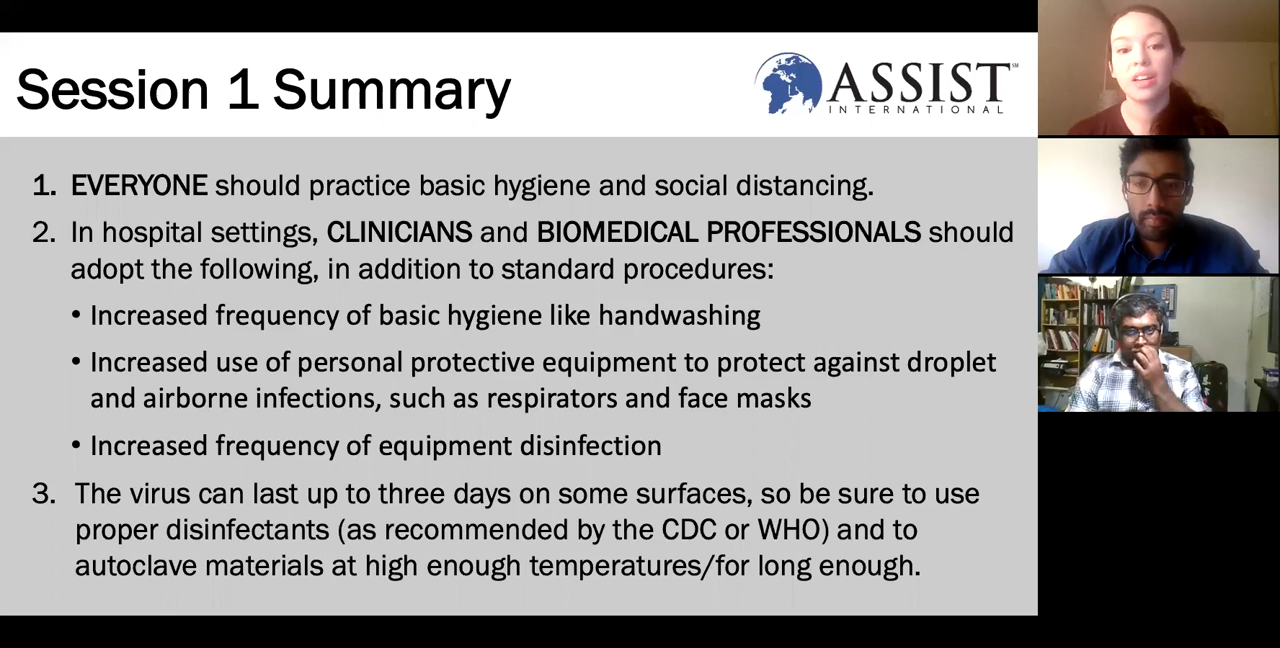 Session 1 Summary
ASSIST℠
INTERNATIONAL
1. EVERYONE should practice basic hygiene and social distancing.
2. In hospital settings, CLINICIANS and BIOMEDICAL PROFESSIONALS should
adopt the following, in addition to standard procedures:
• Increased frequency of basic hygiene like handwashing
• Increased use of personal protective equipment to protect against droplet
and airborne infections, such as respirators and face masks
• Increased frequency of equipment disinfection
3. The virus can last up to three days on some surfaces, so be sure to use
proper disinfectants (as recommended by the CDC or WHO) and to
autoclave materials at high enough temperatures/for long enough.